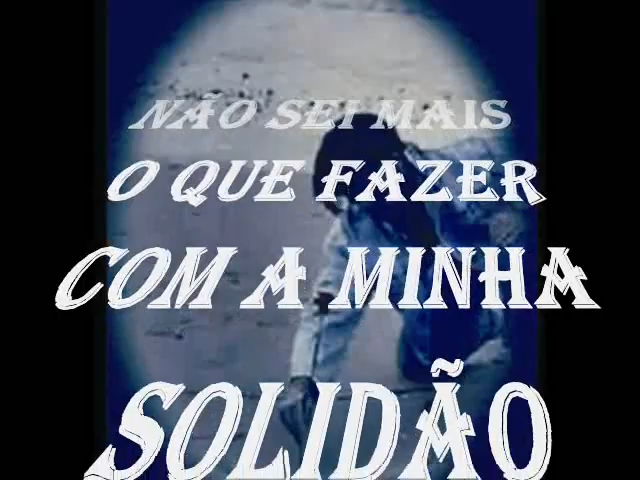 NÃO SEI MAIS
O QUE FAZER
COM A MINHA
SOLIDÃO